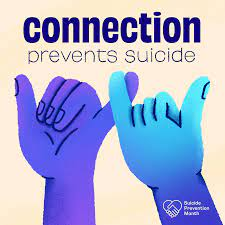 connection
prevents suicide
Suicide
Prevention
Month